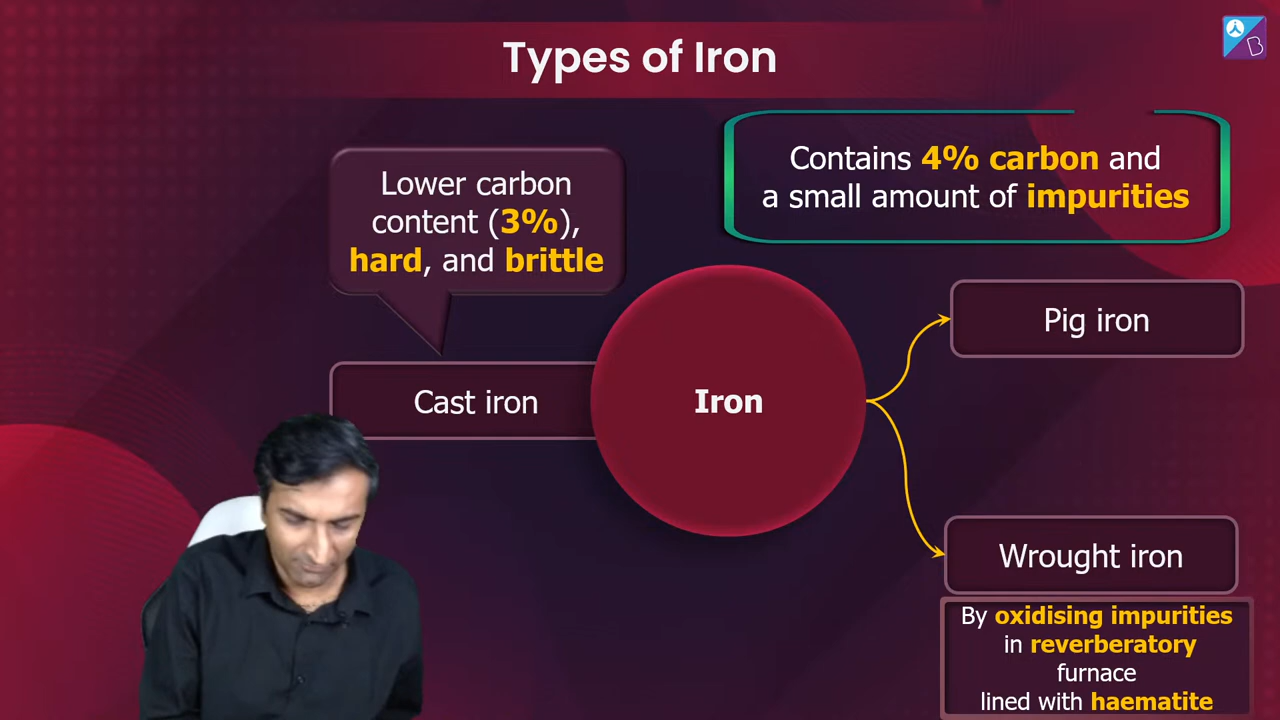 Types of Iron
Lower carbon
content (3%),
hard, and brittle
Contains 4% carbon and
a small amount of impurities
Pig iron
Cast iron
Iron
Wrought iron
By oxidising impurities
in reverberatory
furnace
lined with haematite
B